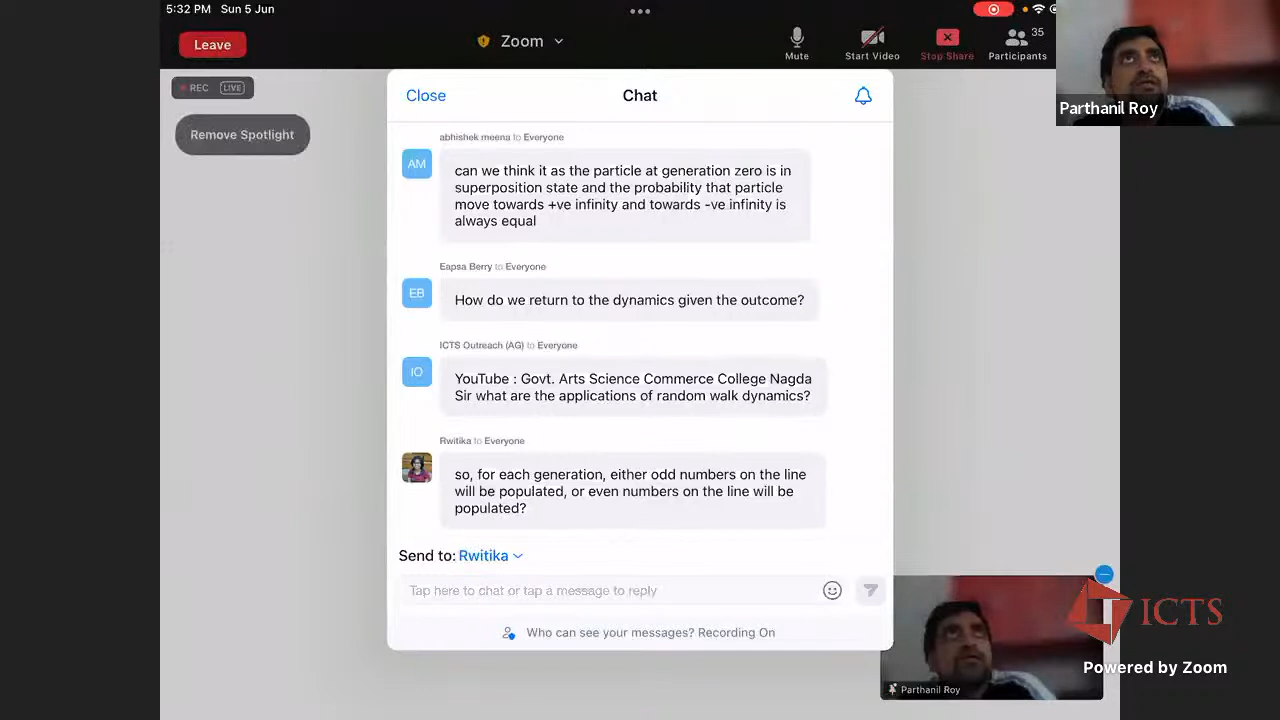 5:32 PM Sun 5 Jun
Leave
Zoom
Mute
Start Video
Stop Share
Participants
35
Parthanil Roy
REC LIVE
Remove Spotlight
Close
Chat
abhishek meena to Everyone
AM
can we think it as the particle at generation zero is in
superposition state and the probability that particle
move towards +ve infinity and towards -ve infinity is
always equal
Eapsa Berry to Everyone
EB
How do we return to the dynamics given the outcome?
ICTS Outreach (AG) to Everyone
IO
YouTube : Govt. Arts Science Commerce College Nagda
Sir what are the applications of random walk dynamics?
Rwitika to Everyone
so, for each generation, either odd numbers on the line
will be populated, or even numbers on the line will be
populated?
Send to: Rwitika
Tap here to chat or tap a message to reply
Who can see your messages? Recording On
ICTS
Powered by Zoom
Parthanil Roy